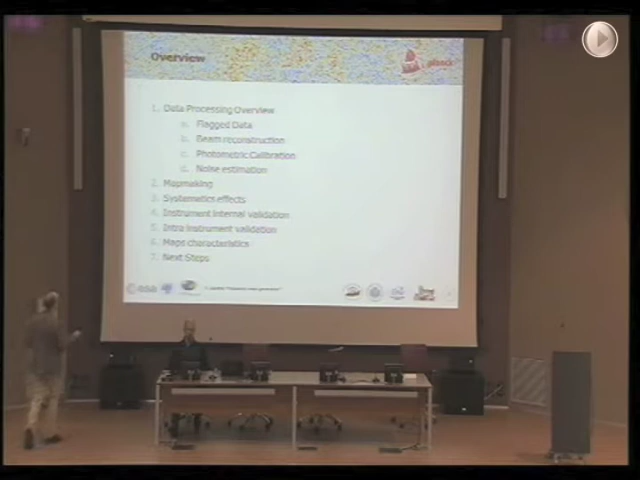 Overview
planck
1. Data Processing Overview
a. Flagged Data
b. Beam reconstruction
c. Photometric Calibration
d. Noise estimation
2. Mapmaking
3. Systematics effects
4. Instrument internal validation
5. Intra instrument validation
6. Maps characteristics
7. Next Steps
esa